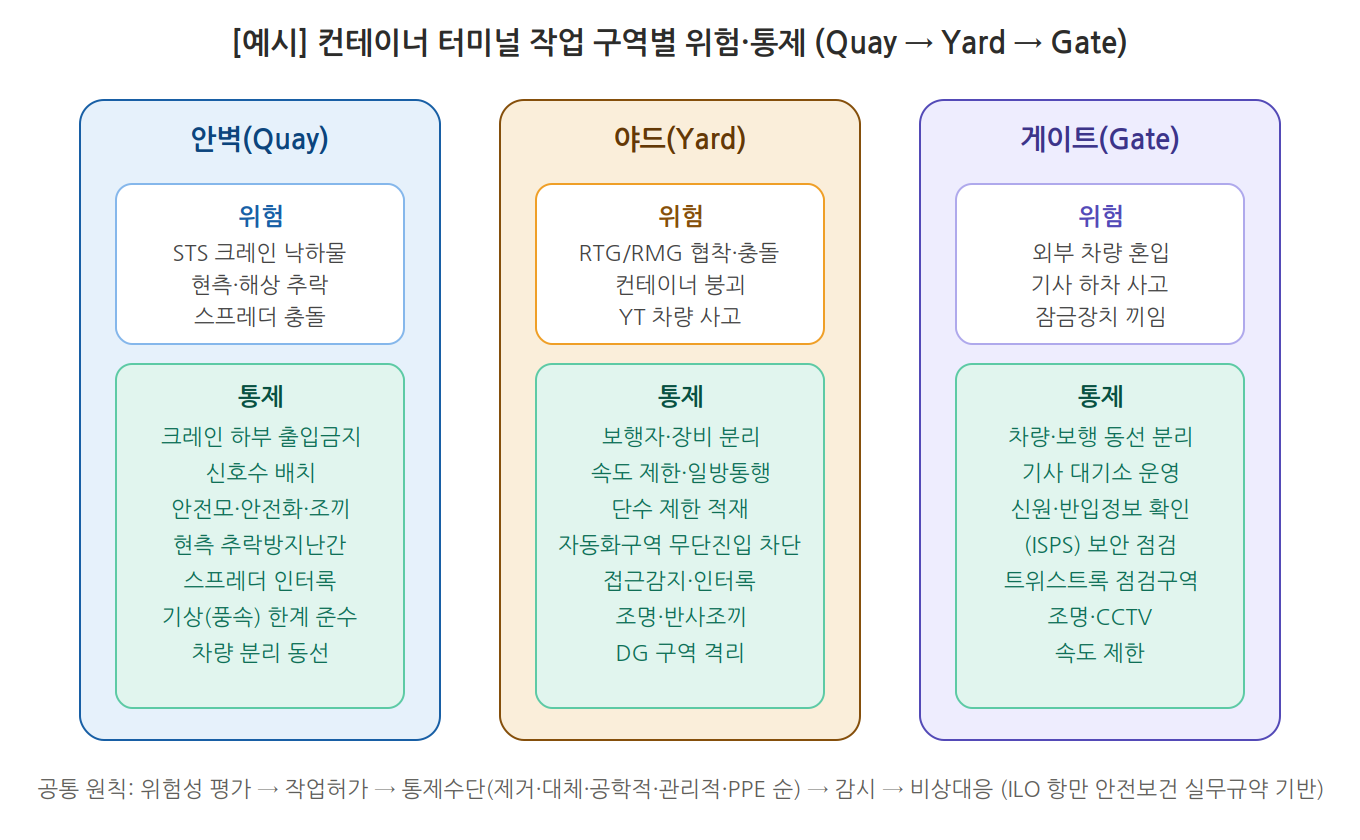 [예시] 컨테이너 터미널 작업 구역별 위험·통제 (Quay → Yard → Gate)
안벽(Quay)
위험
STS 크레인 낙하물
현측·해상 추락
스프레더 충돌
통제
크레인 하부 출입금지
신호수 배치
안전모·안전화·조끼
현측 추락방지난간
스프레더 인터록
기상(풍속) 한계 준수
차량 분리 동선
야드(Yard)
위험
RTG/RMG 협착·충돌
컨테이너 붕괴
YT 차량 사고
통제
보행자·장비 분리
속도 제한·일방통행
단수 제한 적재
자동화구역 무단진입 차단
접근감지·인터록
조명·반사조끼
DG 구역 격리
게이트(Gate)
위험
외부 차량 혼입
기사 하차 사고
잠금장치 끼임
통제
차량·보행 동선 분리
기사 대기소 운영
신원·반입정보 확인
(ISPS) 보안 점검
트위스트록 점검구역
조명·CCTV
속도 제한
공통 원칙: 위험성 평가 → 작업허가 → 통제수단(제거·대체·공학적·관리적·PPE 순) → 감시 → 비상대응 (ILO 항만 안전보건 실무규약 기반)